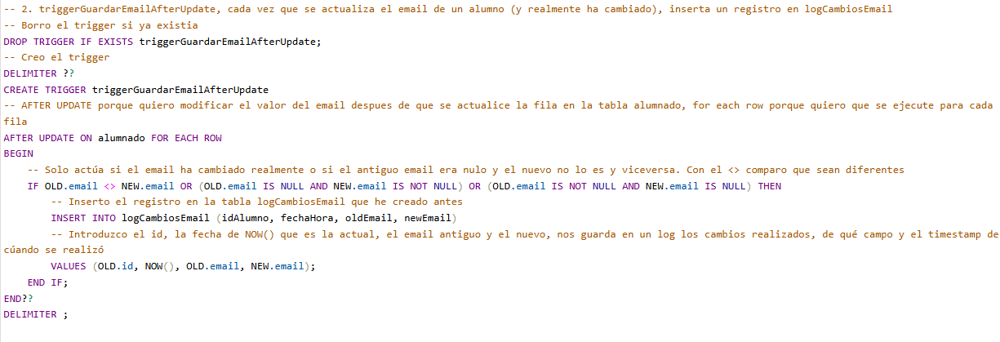 -- 2. triggerGuardarEmailAfterUpdate, cada vez que se actualiza el email de un alumno (y realmente ha cambiado), inserta un registro en logCambiosEmail
-- Borro el trigger si ya existia
DROP TRIGGER IF EXISTS triggerGuardarEmailAfterUpdate;
-- Creo el trigger
DELIMITER ??
CREATE TRIGGER triggerGuardarEmailAfterUpdate
-- AFTER UPDATE porque quiero modificar el valor del email despues de que se actualice la fila en la tabla alumnado, for each row porque quiero que se ejecute para cada
fila
AFTER UPDATE ON alumnado FOR EACH ROW
BEGIN
    -- Solo actúa si el email ha cambiado realmente o si el antiguo email era nulo y el nuevo no lo es y viceversa. Con el <> comparo que sean diferentes
    IF OLD.email <> NEW.email OR (OLD.email IS NULL AND NEW.email IS NOT NULL) OR (OLD.email IS NOT NULL AND NEW.email IS NULL) THEN
        -- Inserto el registro en la tabla logCambiosEmail que he creado antes
        INSERT INTO logCambiosEmail (idAlumno, fechaHora, oldEmail, newEmail)
        -- Introduzco el id, la fecha de NOW() que es la actual, el email antiguo y el nuevo, nos guarda en un log los cambios realizados, de qué campo y el timestamp de
cúando se realizó
        VALUES (OLD.id, NOW(), OLD.email, NEW.email);
    END IF;
END??
DELIMITER ;